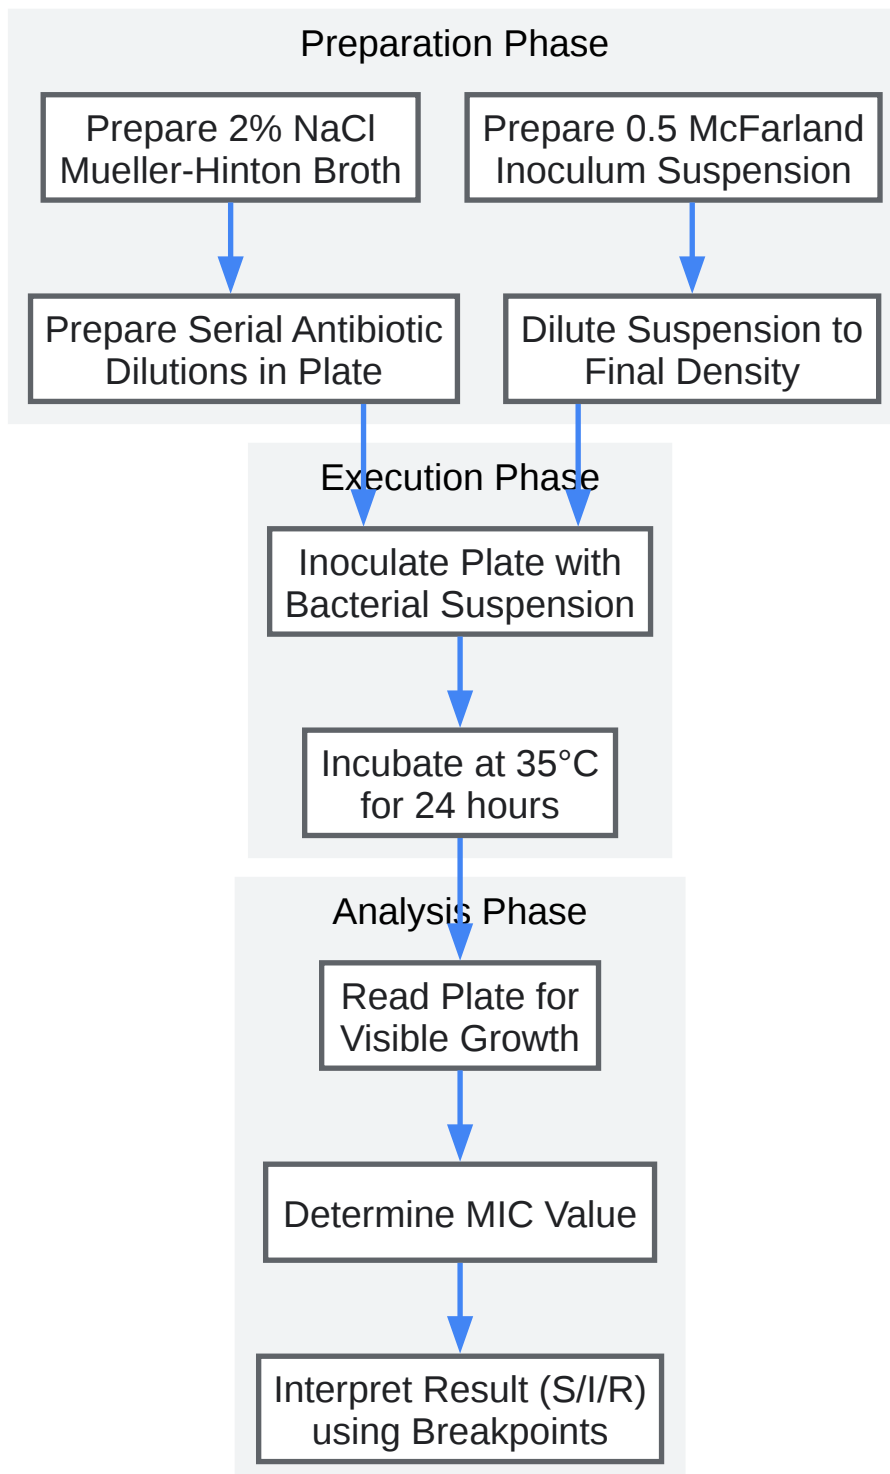 Preparation Phase
Prepare 2% NaCl
Mueller-Hinton Broth
Prepare 0.5 McFarland
Inoculum Suspension
Prepare Serial Antibiotic
Dilutions in Plate
Dilute Suspension to
Final Density
Execution Phase
Inoculate Plate with
Bacterial Suspension
Incubate at 35°C
for 24 hours
Analysis Phase
Read Plate for
Visible Growth
Determine MIC Value
Interpret Result (S/I/R)
using Breakpoints